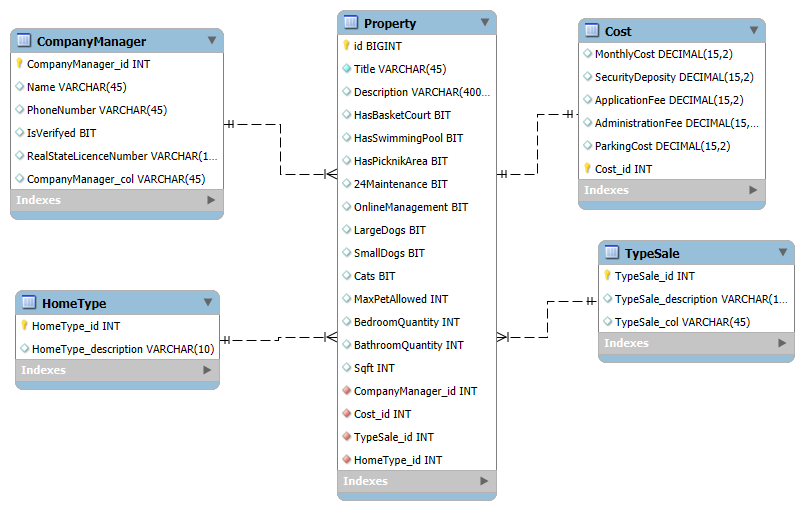 CompanyManager
CompanyManager_id INT
Name VARCHAR(45)
PhoneNumber VARCHAR(45)
IsVerifyed BIT
RealStateLicenceNumber VARCHAR(1...
CompanyManager_col VARCHAR(45)
Indexes
HomeType
HomeType_id INT
HomeType_description VARCHAR(10)
Indexes
Property
id BIGINT
Title VARCHAR(45)
Description VARCHAR(400...
HasBasketCourt BIT
HasSwimmingPool BIT
HasPicknikArea BIT
24Maintenance BIT
OnlineManagement BIT
LargeDogs BIT
SmallDogs BIT
Cats BIT
MaxPetAllowed INT
BedroomQuantity INT
BathroomQuantity INT
Sqft INT
CompanyManager_id INT
Cost_id INT
TypeSale_id INT
HomeType_id INT
Indexes
Cost
MonthlyCost DECIMAL(15,2)
SecurityDeposity DECIMAL(15,2)
ApplicationFee DECIMAL(15,2)
AdministrationFee DECIMAL(15,...
ParkingCost DECIMAL(15,2)
Cost_id INT
Indexes
TypeSale
TypeSale_id INT
TypeSale_description VARCHAR(1...
TypeSale_col VARCHAR(45)
Indexes